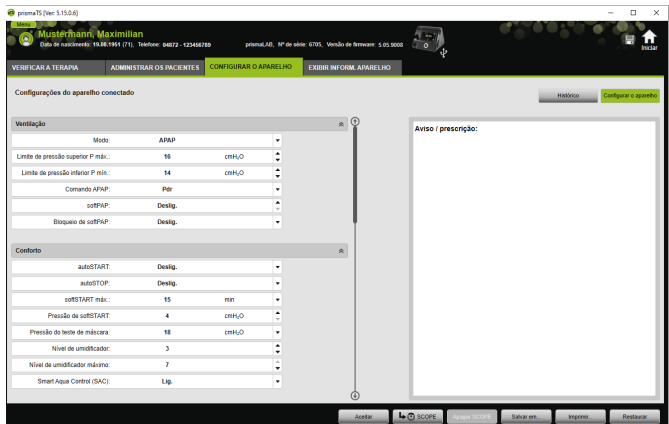 prismaTS [Ver: 5.15.0.6]
Menu
Mustermann, Maximilian
Data de nascimento: 19.08.1951 (71), Telefone: 04872 - 123456789
prismaLAB, Nº de série: 6705, Versão de firmware: 5.05.9008
Iniciar
VERIFICAR A TERAPIA
ADMINISTRAR OS PACIENTES
CONFIGURAR O APARELHO
EXIBIR INFORM. APARELHO
Configurações do aparelho conectado
Histórico
Configurar o aparelho
Ventilação
Modo: APAP
Limite de pressão superior P máx.: 16 cmH₂O
Limite de pressão inferior P mín.: 14 cmH₂O
Comando APAP: Pdr
softPAP: Deslig.
Bloqueio de softPAP: Deslig.
Conforto
autoSTART: Deslig.
autoSTOP: Deslig.
softSTART máx.: 15 min
Pressão de softSTART: 4 cmH₂O
Pressão do teste de máscara: 18 cmH₂O
Nível de umidificador: 3
Nível de umidificador máximo: 7
Smart Aqua Control (SAC): Lig.
Aviso / prescrição:
Aceitar
SCOPE
Apagar SCOPE
Salvar em...
Imprimir...
Restaurar